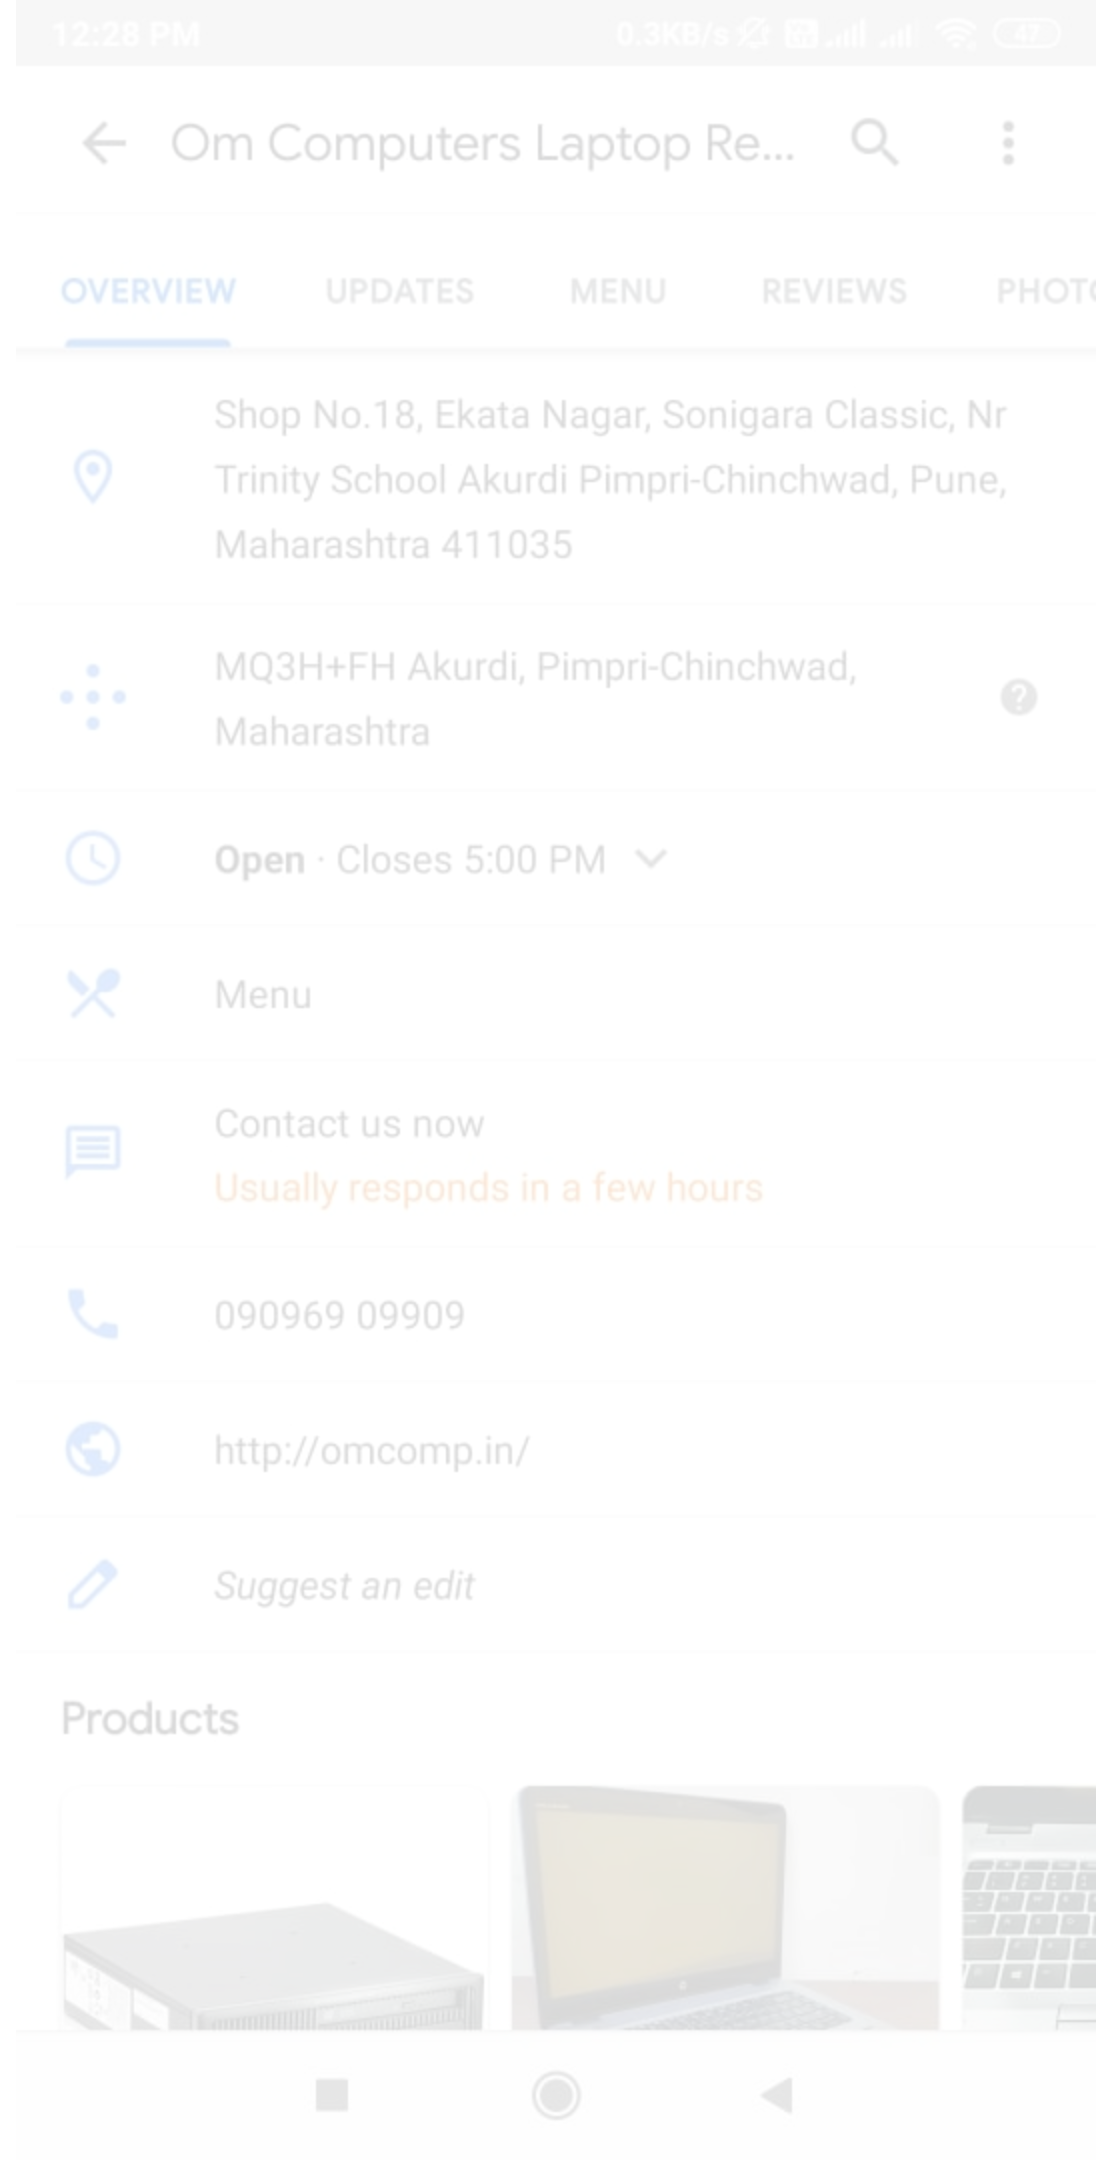 12:28 PM 0.3KB/s 47
Om Computers Laptop Re...
OVERVIEW UPDATES MENU REVIEWS PHOTO
Shop No.18, Ekata Nagar, Sonigara Classic, Nr
Trinity School Akurdi Pimpri-Chinchwad, Pune,
Maharashtra 411035
MQ3H+FH Akurdi, Pimpri-Chinchwad,
Maharashtra
Open · Closes 5:00 PM
Menu
Contact us now
Usually responds in a few hours
090969 09909
http://omcomp.in/
Suggest an edit
Products